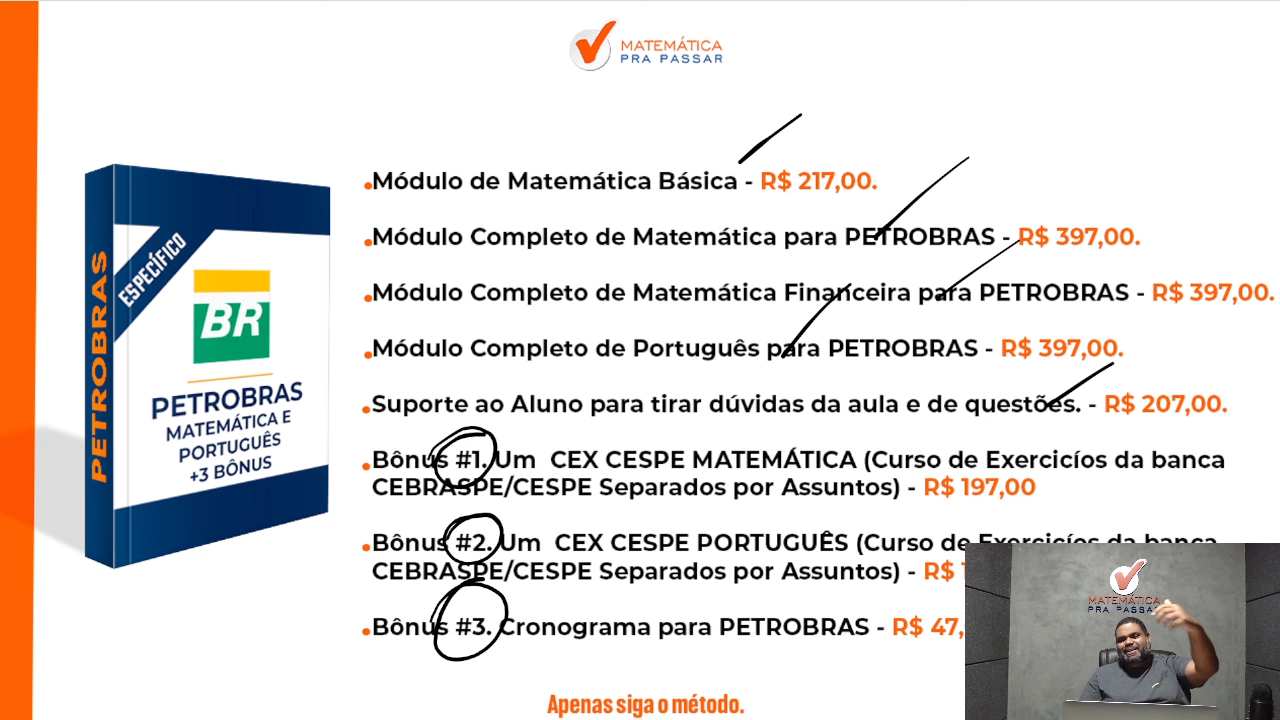 MATEMÁTICA
PRA PASSAR
PETROBRAS
ESPECÍFICO
BR
PETROBRAS
MATEMÁTICA E
PORTUGUÊS
+3 BÔNUS
•Módulo de Matemática Básica - R$ 217,00.
•Módulo Completo de Matemática para PETROBRAS - R$ 397,00.
•Módulo Completo de Matemática Financeira para PETROBRAS - R$ 397,00.
•Módulo Completo de Português para PETROBRAS - R$ 397,00.
•Suporte ao Aluno para tirar dúvidas da aula e de questões. - R$ 207,00.
•Bônus #1. Um CEX CESPE MATEMÁTICA (Curso de Exercicíos da banca
CEBRASPE/CESPE Separados por Assuntos) - R$ 197,00
•Bônus #2. Um CEX CESPE PORTUGUÊS (Curso de Exercicíos da banca
CEBRASPE/CESPE Separados por Assuntos) - R$
•Bônus #3. Cronograma para PETROBRAS - R$ 47,
MATEMÁTICA
PRA PASSAR
Apenas siga o método.